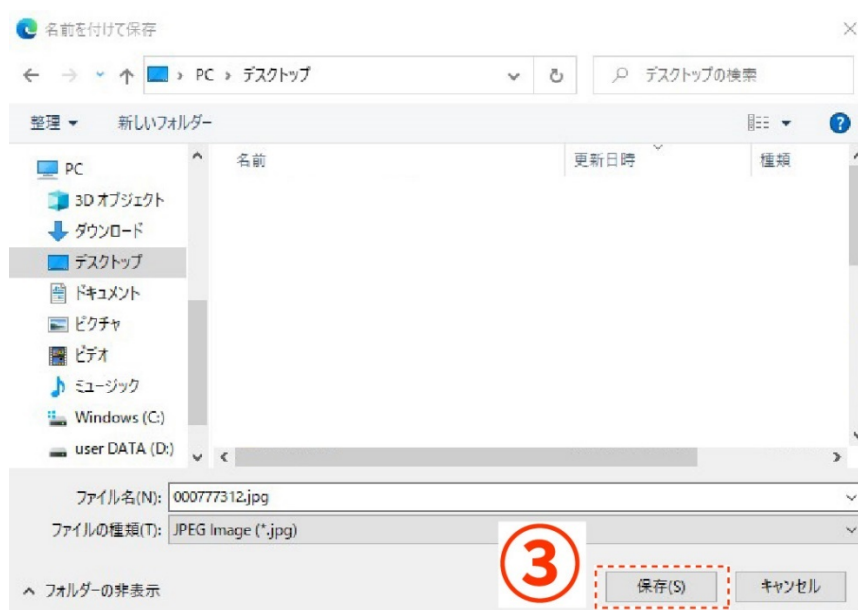 名前を付けて保存
PC › デスクトップ
デスクトップの検索
整理
新しいフォルダー
名前
更新日時
種類
PC
3D オブジェクト
ダウンロード
デスクトップ
ドキュメント
ピクチャ
ビデオ
ミュージック
Windows (C:)
user DATA (D:)
ファイル名(N): 000777312.jpg
ファイルの種類(T): JPEG Image (*.jpg)
③
フォルダーの非表示
保存(S)
キャンセル